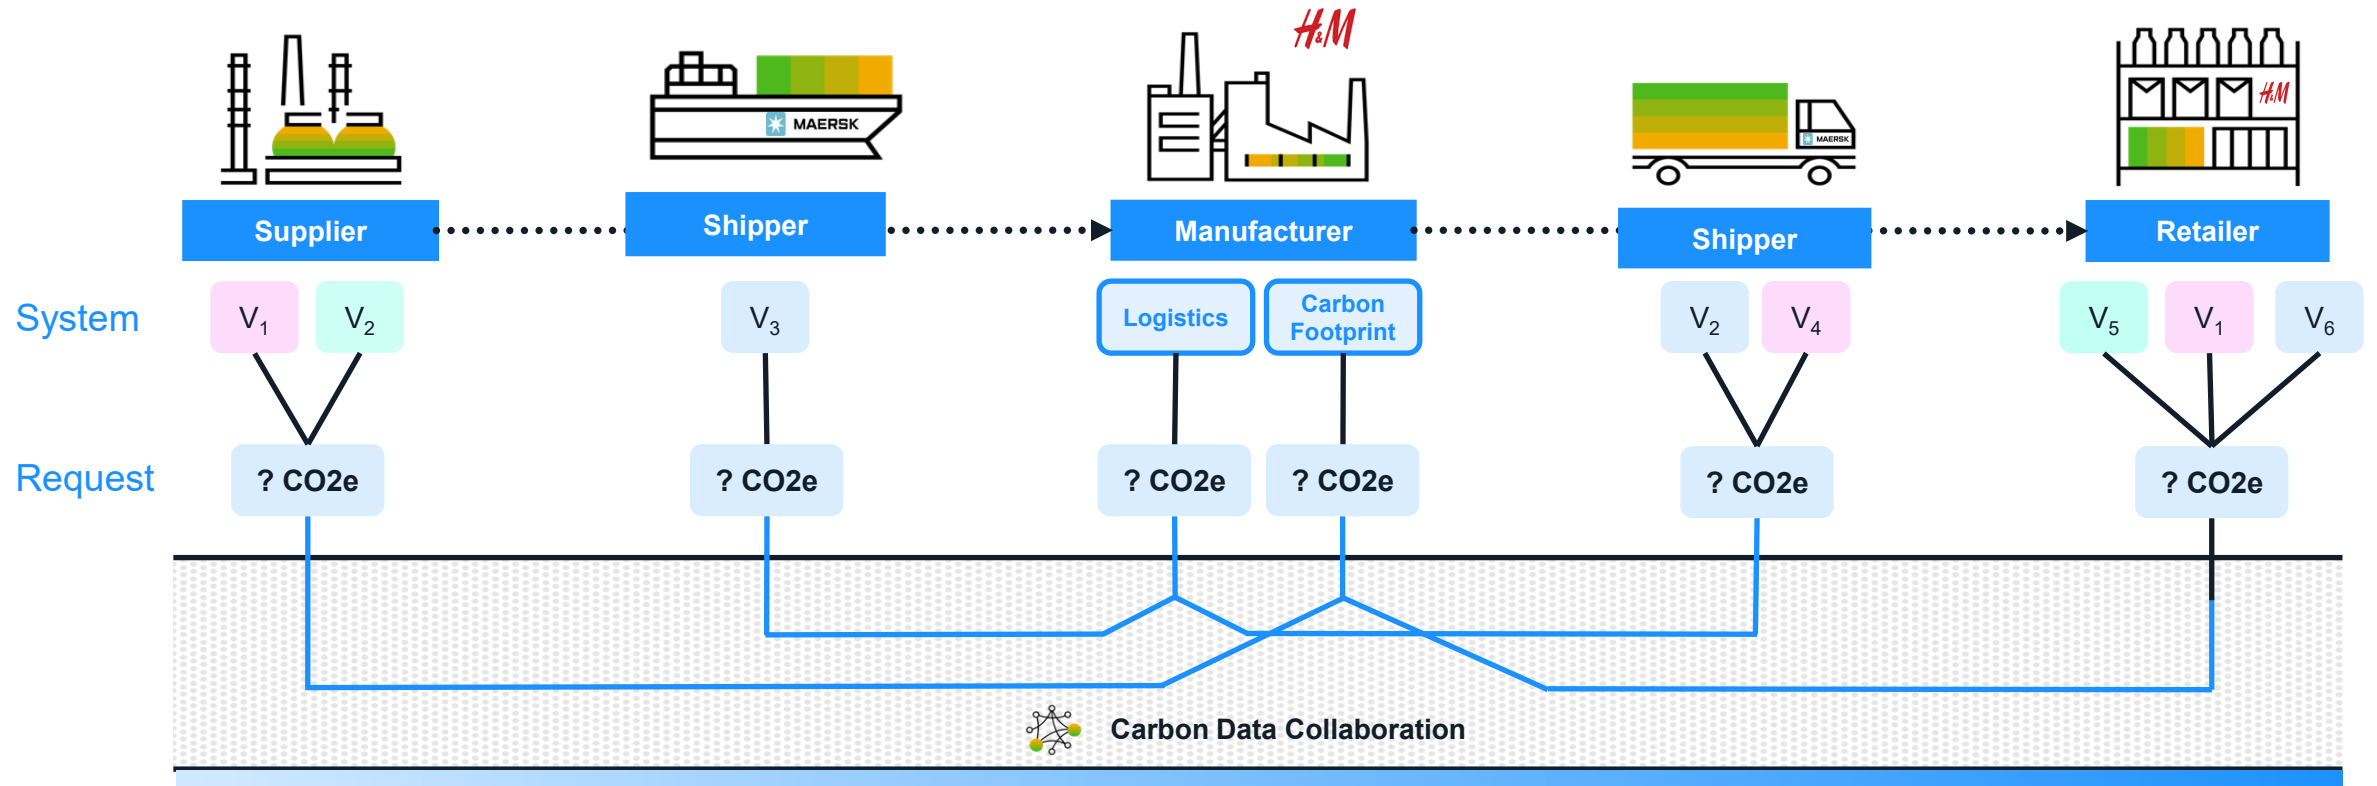 H&M
MAERSK
MAERSK
H&M
Supplier
Shipper
Manufacturer
Shipper
Retailer
System
V1
V2
V3
Logistics
Carbon
Footprint
V2
V4
V5
V1
V6
Request
? CO2e
? CO2e
? CO2e
? CO2e
? CO2e
? CO2e
Carbon Data Collaboration